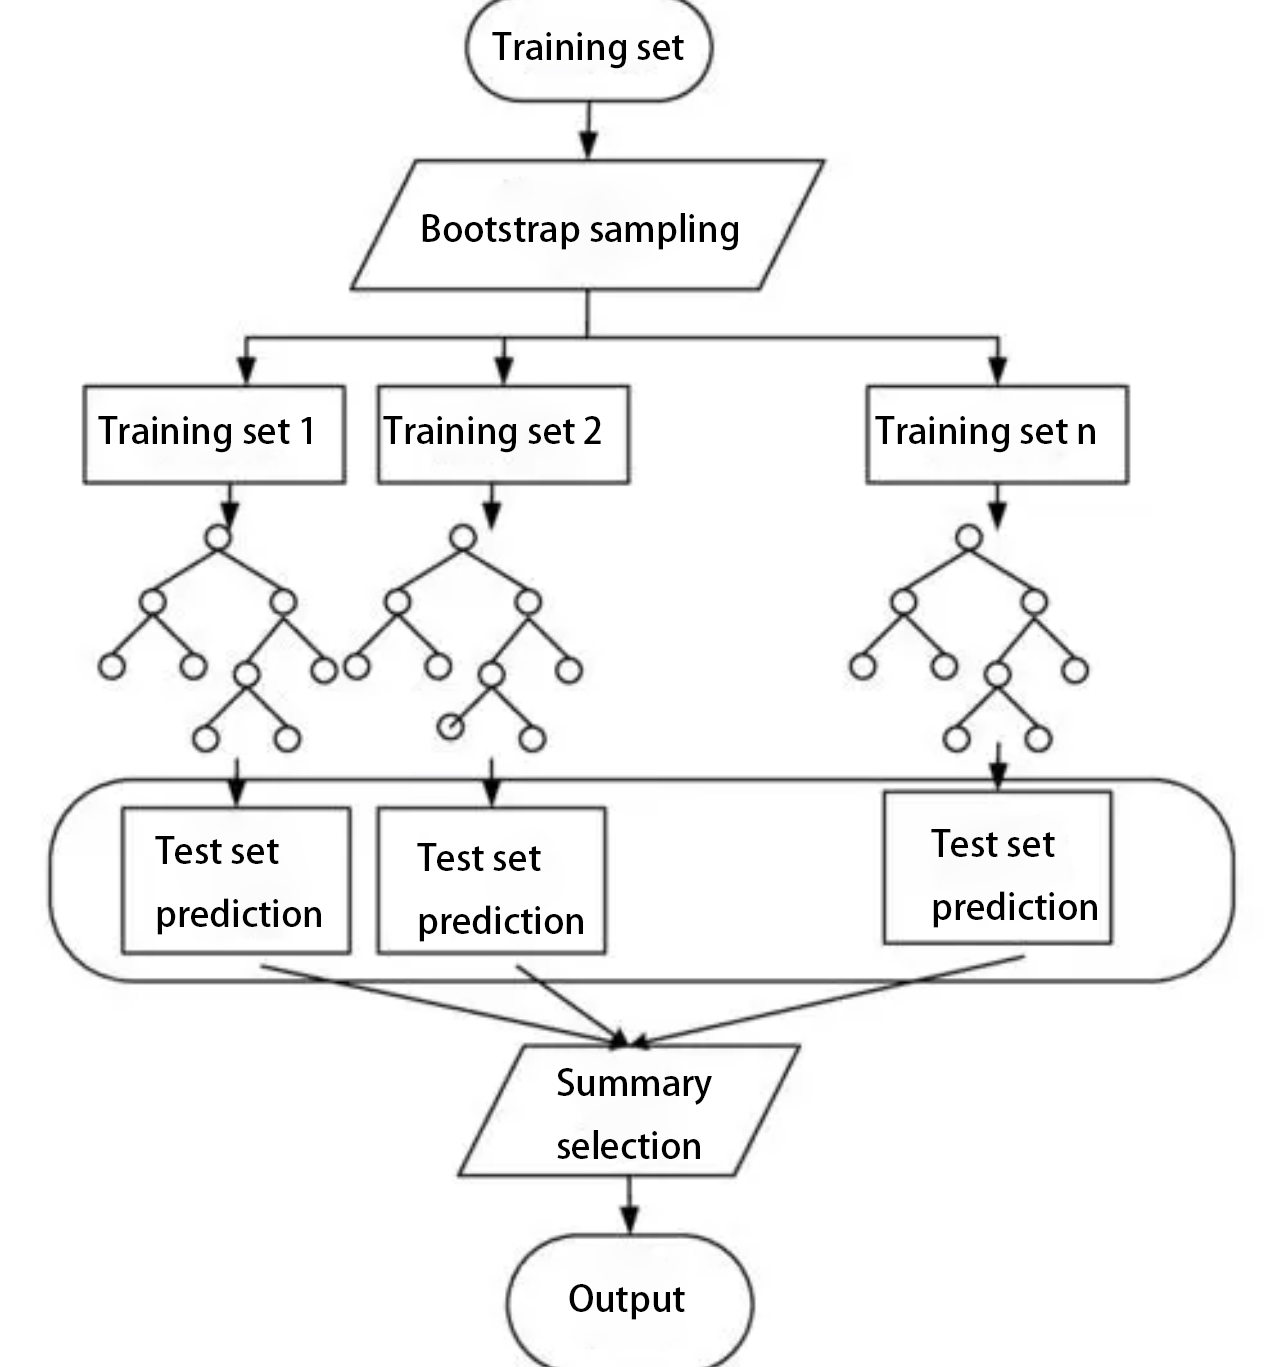 Training set
Bootstrap sampling
Training set 1
Training set 2
Training set n
Test set
prediction
Test set
prediction
Test set
prediction
Summary
selection
Output